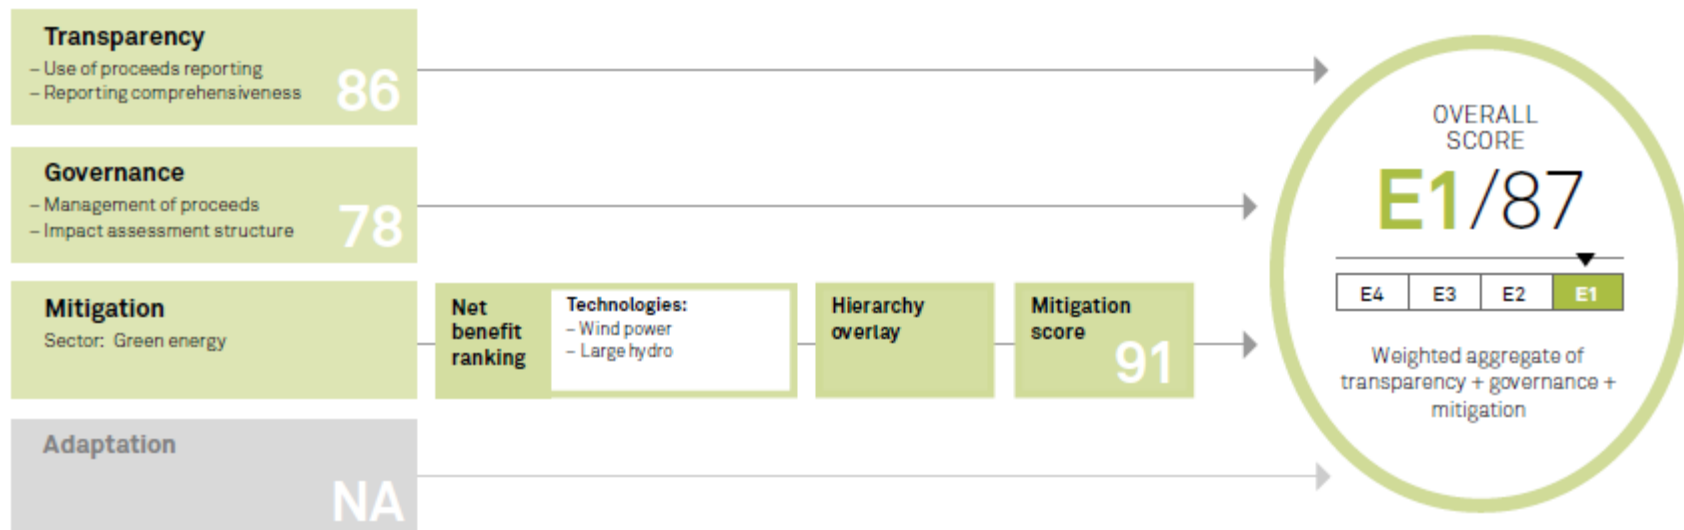 Transparency
– Use of proceeds reporting
– Reporting comprehensiveness
86
Governance
– Management of proceeds
– Impact assessment structure
78
Mitigation
Sector: Green energy
Net
benefit
ranking
Technologies:
– Wind power
– Large hydro
Hierarchy
overlay
Mitigation
score
91
Adaptation
NA
OVERALL
SCORE
E1/87
E4 E3 E2 E1
Weighted aggregate of
transparency + governance +
mitigation